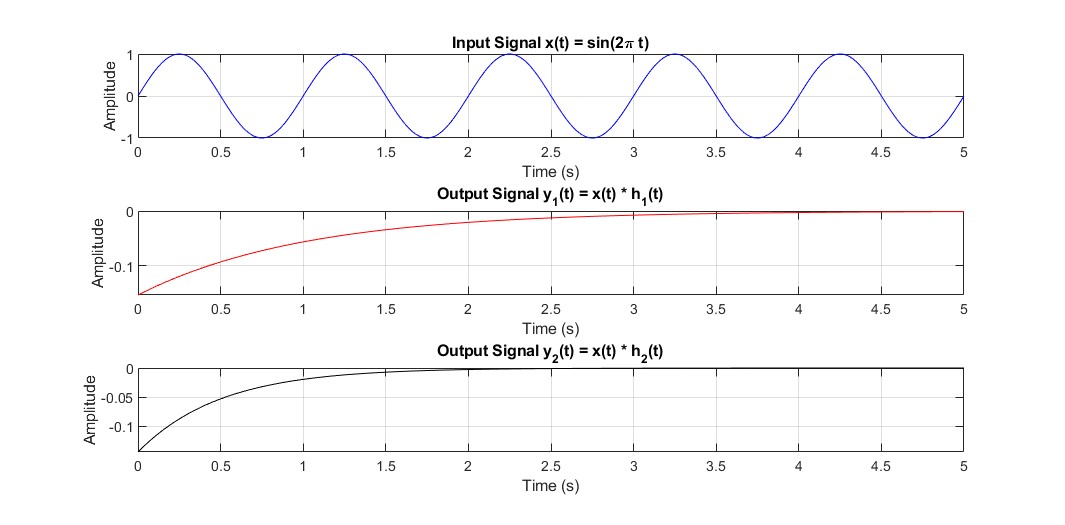 Input Signal x(t) = sin(2π t)
1
0
-1
Amplitude
0 0.5 1 1.5 2 2.5 3 3.5 4 4.5 5
Time (s)
Output Signal y1(t) = x(t) * h1(t)
0
-0.1
Amplitude
0 0.5 1 1.5 2 2.5 3 3.5 4 4.5 5
Time (s)
Output Signal y2(t) = x(t) * h2(t)
0
-0.05
-0.1
Amplitude
0 0.5 1 1.5 2 2.5 3 3.5 4 4.5 5
Time (s)